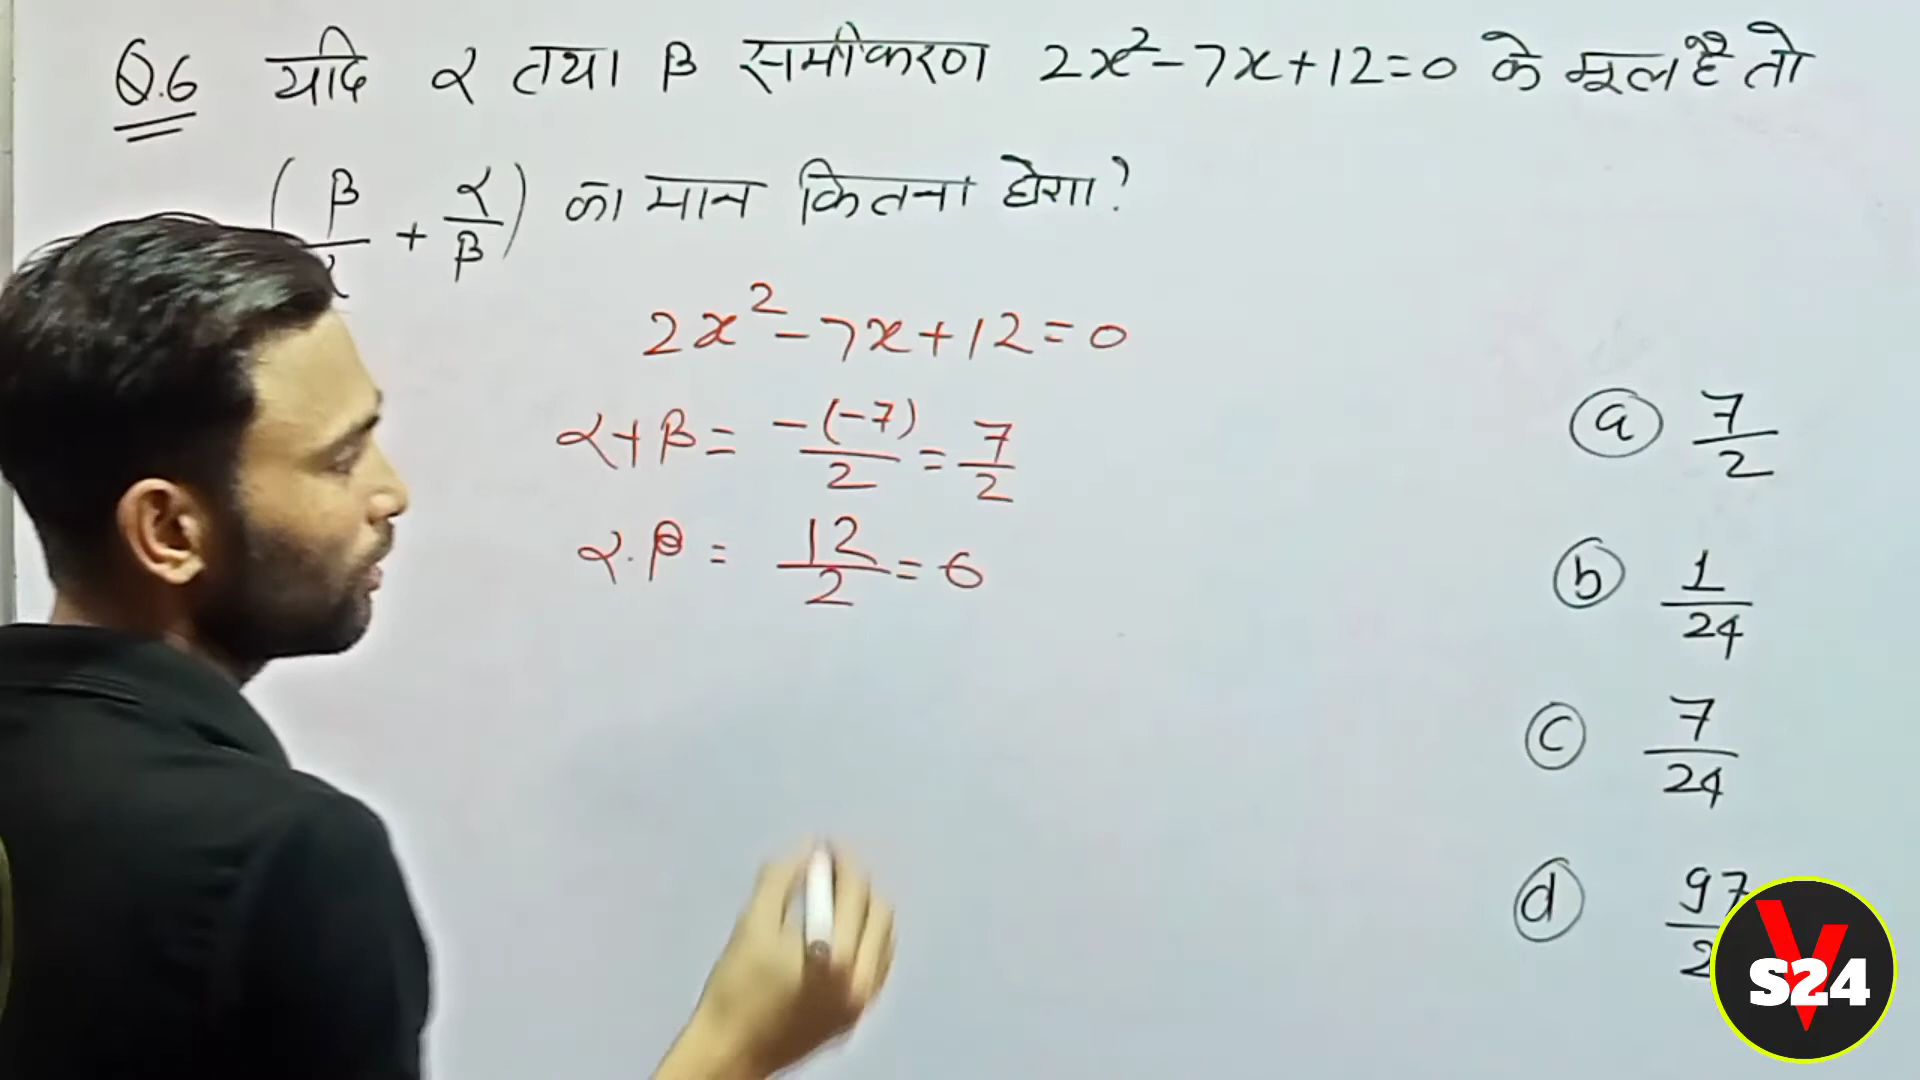 Q.6 यदि α तथा β समीकरण 2x²-7x+12=0 के मूल है तो
(β/α + α/β) का मान कितना होगा?
2x²-7x+12=0
α+β = -(-7)/2 = 7/2
α.β = 12/2 = 6
(a) 7/2
(b) 1/24
(c) 7/24
(d) 97/2
VS24